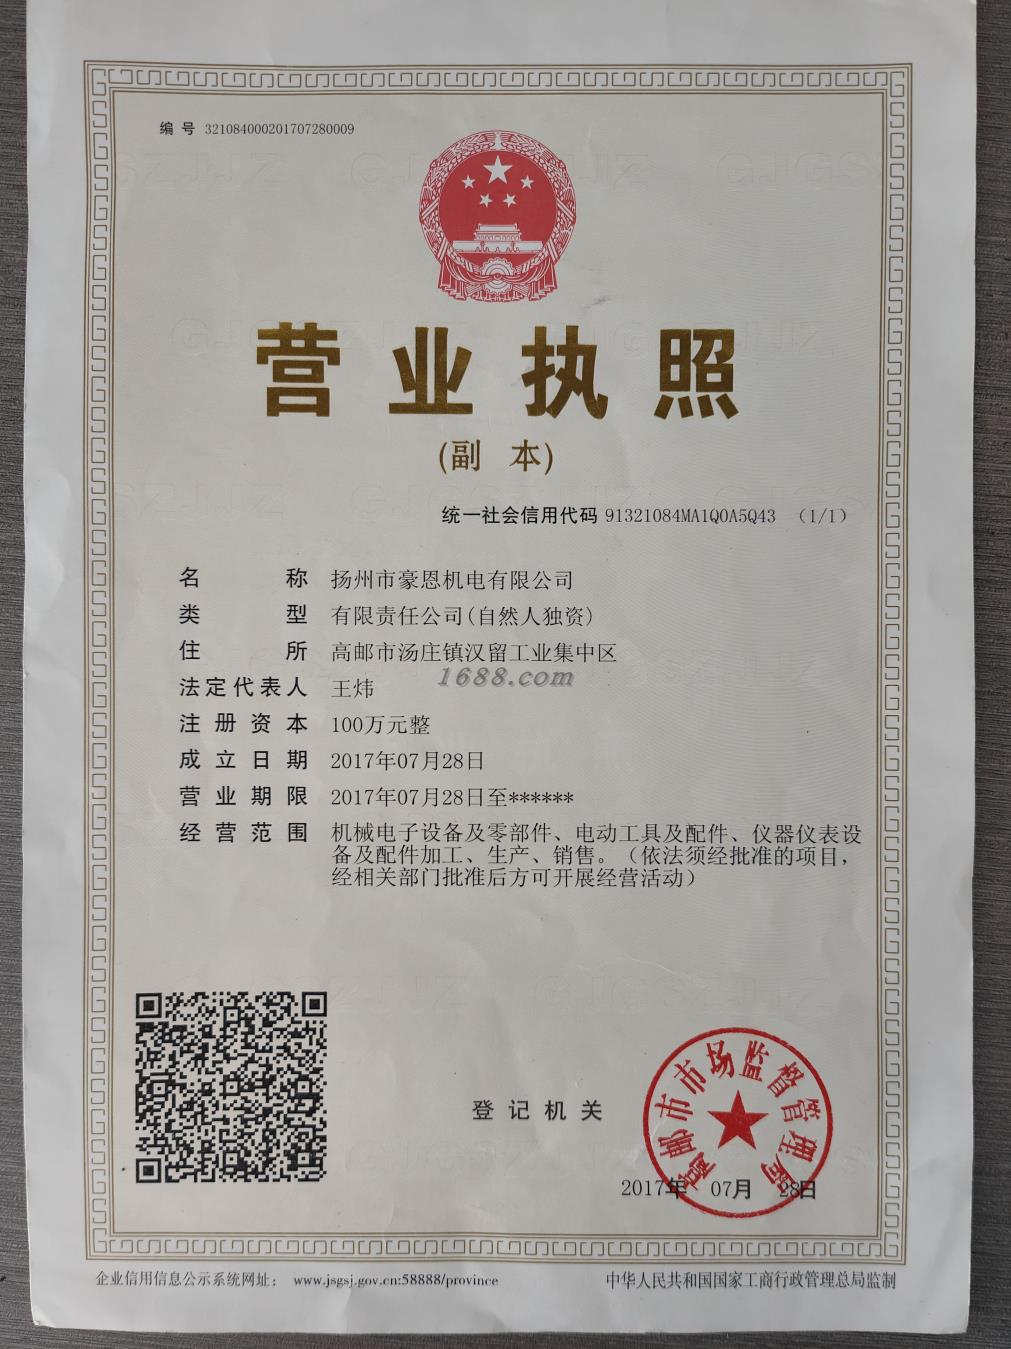 编 号 321084000201707280009
营业执照
(副 本)
统一社会信用代码 91321084MA1Q0A5Q43 （1/1）
名 称 扬州市豪恩机电有限公司
类 型 有限责任公司(自然人独资)
住 所 高邮市汤庄镇汉留工业集中区
1688.com
法定代表人 王炜
注册资本 100万元整
成立日期 2017年07月28日
营业期限 2017年07月28日至******
经营范围 机械电子设备及零部件、电动工具及配件、仪器仪表设
备及配件加工、生产、销售。（依法须经批准的项目，
经相关部门批准后方可开展经营活动）
高邮市市场监督管理局
登记机关
2017年 07月 28日
企业信用信息公示系统网址： www.jsgsj.gov.cn:58888/province
中华人民共和国国家工商行政管理总局监制